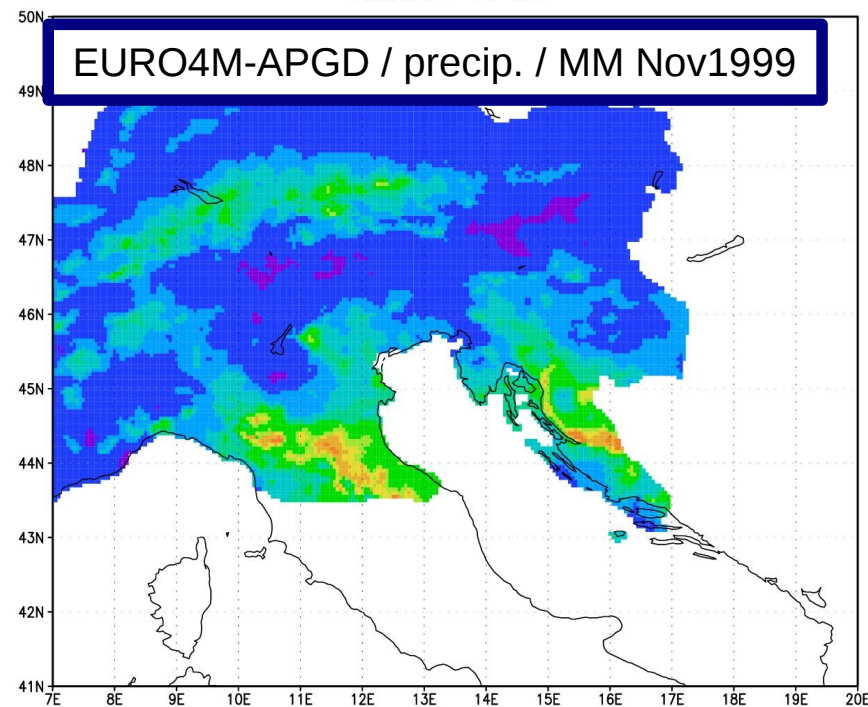 50N
EURO4M-APGD / precip. / MM Nov1999
49N
48N
47N
46N
45N
44N
43N
42N
41N
7E 8E 9E 10E 11E 12E 13E 14E 15E 16E 17E 18E 19E 20E